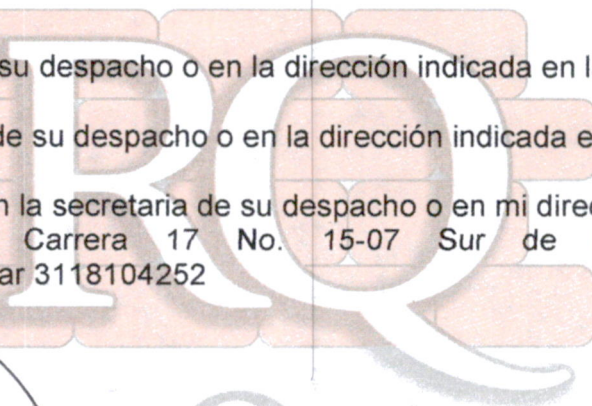 su despacho o en la dirección indicada en l
de su despacho o en la dirección indicada e
n la secretaria de su despacho o en mi direc
Carrera 17 No. 15-07 Sur de
ar 3118104252
RQ